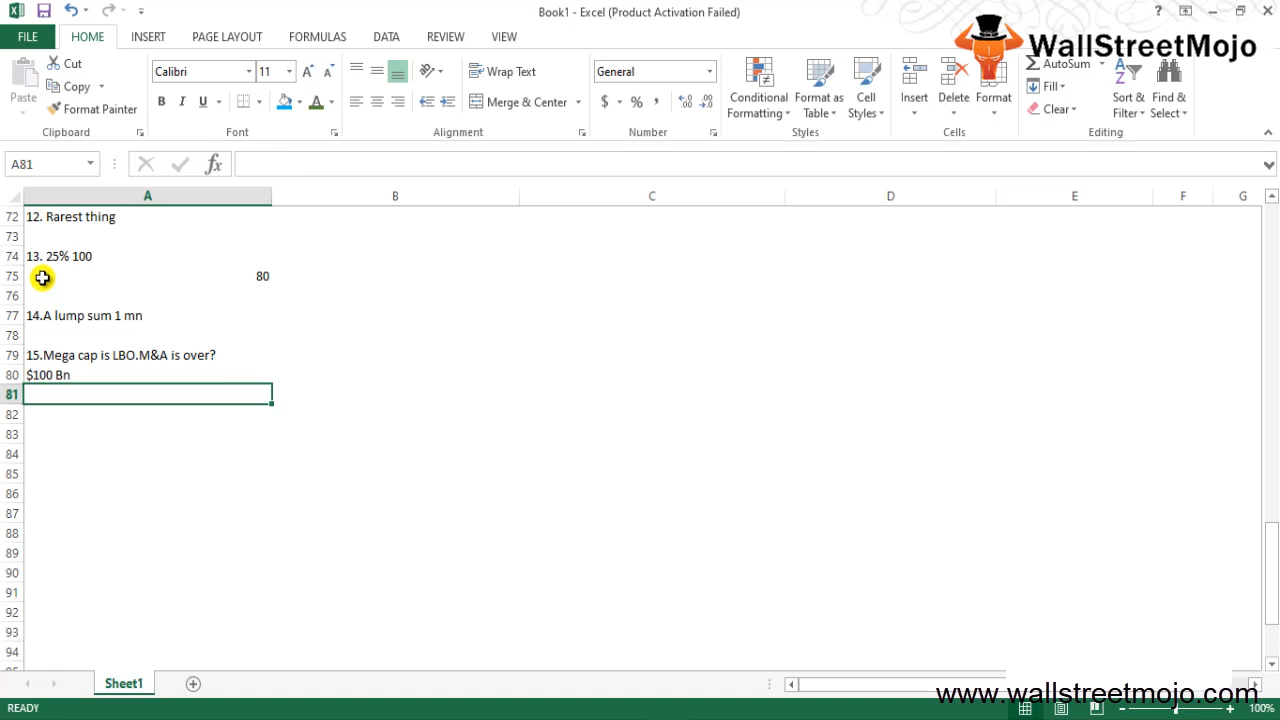 Book1 - Excel (Product Activation Failed)
FILE HOME INSERT PAGE LAYOUT FORMULAS DATA REVIEW VIEW
WallStreetMojo
Paste
Cut
Copy
Format Painter
Clipboard
Calibri 11
B I U
Font
Wrap Text
Merge & Center
Alignment
General
$ % ,
Number
Conditional Formatting
Format as Table
Cell Styles
Styles
Insert
Delete
Format
Cells
AutoSum
Fill
Clear
Sort & Filter
Find & Select
Editing
A81
fx
A B C D E F G
72 12. Rarest thing
73
74 13. 25% 100
75 80
76
77 14.A lump sum 1 mn
78
79 15.Mega cap is LBO.M&A is over?
80 $100 Bn
81
82
83
84
85
86
87
88
89
90
91
92
93
94
Sheet1
www.wallstreetmojo.com
READY
100%